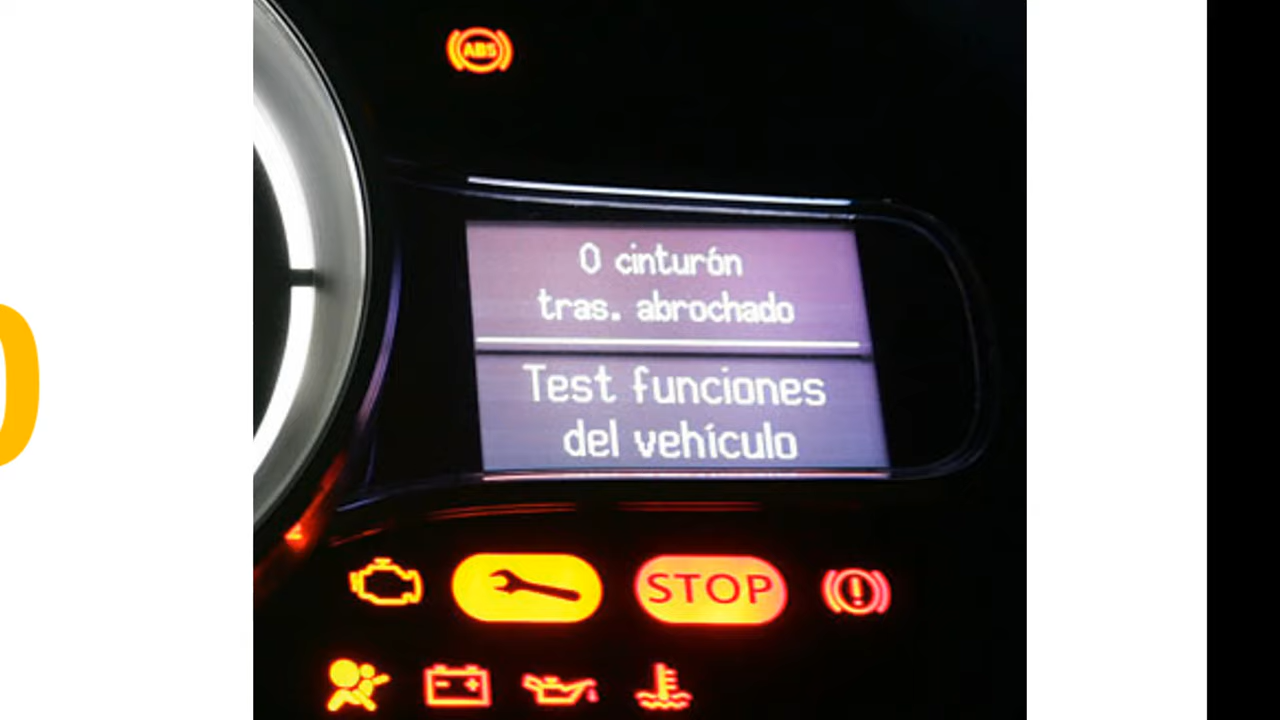 ABS
0 cinturón
tras. abrochado
Test funciones
del vehículo
STOP